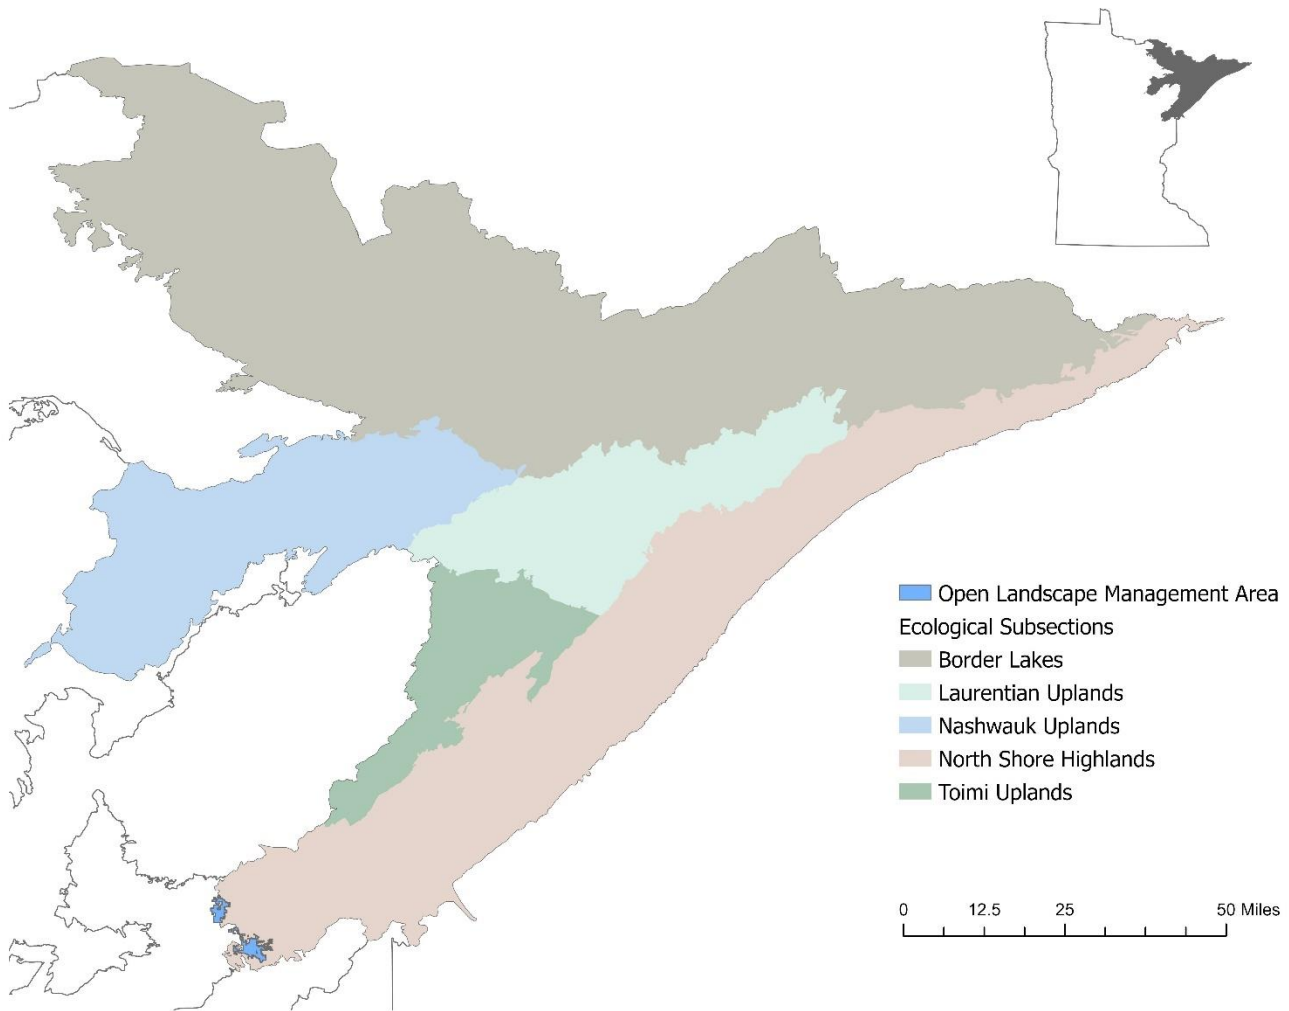 Open Landscape Management Area
Ecological Subsections
Border Lakes
Laurentian Uplands
Nashwauk Uplands
North Shore Highlands
Toimi Uplands
0 12.5 25 50 Miles